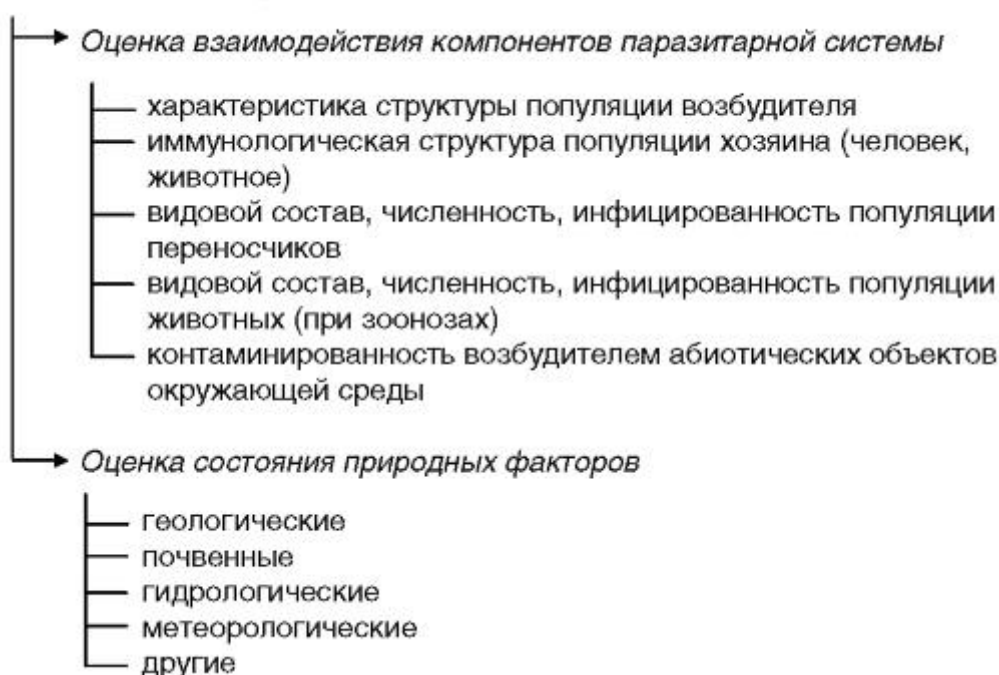 Оценка взаимодействия компонентов паразитарной системы
характеристика структуры популяции возбудителя
иммунологическая структура популяции хозяина (человек,
животное)
видовой состав, численность, инфицированность популяции
переносчиков
видовой состав, численность, инфицированность популяции
животных (при зоонозах)
контаминированность возбудителем абиотических объектов
окружающей среды
Оценка состояния природных факторов
геологические
почвенные
гидрологические
метеорологические
другие